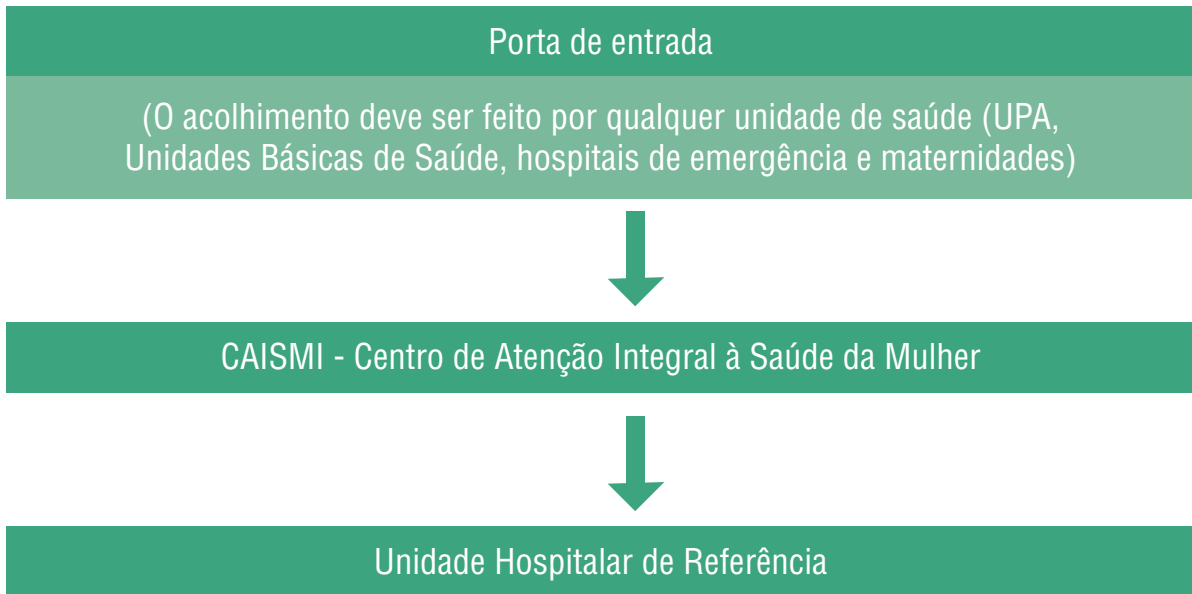 Porta de entrada
(O acolhimento deve ser feito por qualquer unidade de saúde (UPA,
Unidades Básicas de Saúde, hospitais de emergência e maternidades)
CAISMI - Centro de Atenção Integral à Saúde da Mulher
Unidade Hospitalar de Referência